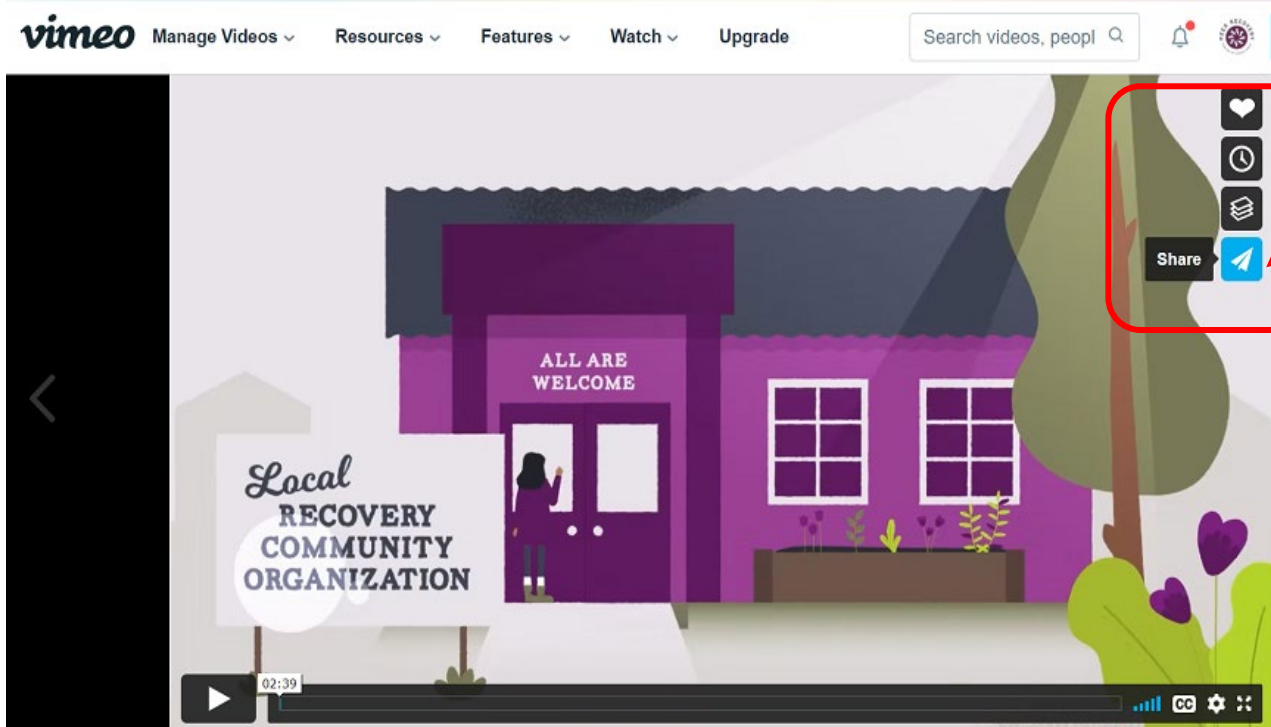 vimeo Manage Videos Resources Features Watch Upgrade Search videos, peopl
Share
ALL ARE
WELCOME
Local
RECOVERY
COMMUNITY
ORGANIZATION
02:39
CC